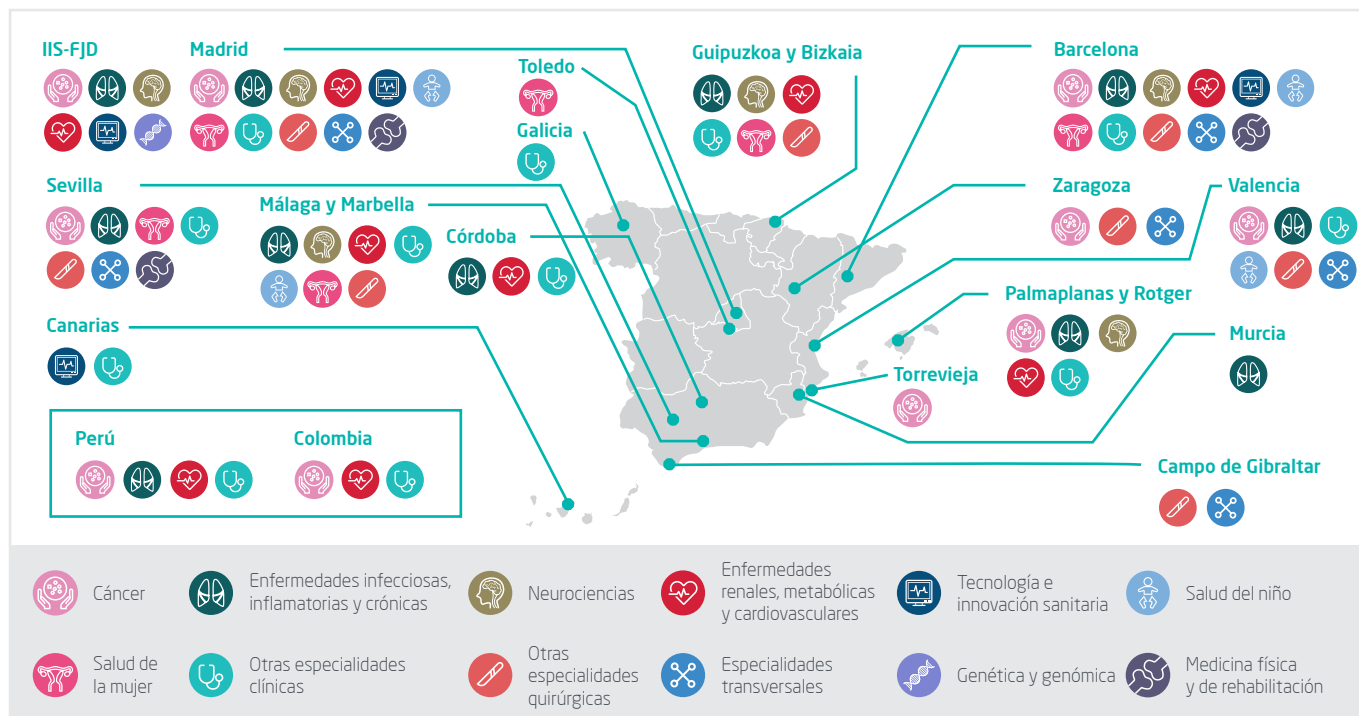 IIS-FJD
Madrid
Toledo
Guipuzkoa y Bizkaia
Barcelona
Galicia
Sevilla
Málaga y Marbella
Córdoba
Zaragoza
Valencia
Canarias
Palmaplanas y Rotger
Murcia
Torrevieja
Perú
Colombia
Campo de Gibraltar
Cáncer
Enfermedades infecciosas,
inflamatorias y crónicas
Neurociencias
Enfermedades
renales, metabólicas
y cardiovasculares
Tecnología e
innovación sanitaria
Salud del niño
Salud de
la mujer
Otras especialidades
clínicas
Otras
especialidades
quirúrgicas
Especialidades
transversales
Genética y genómica
Medicina física
y de rehabilitación